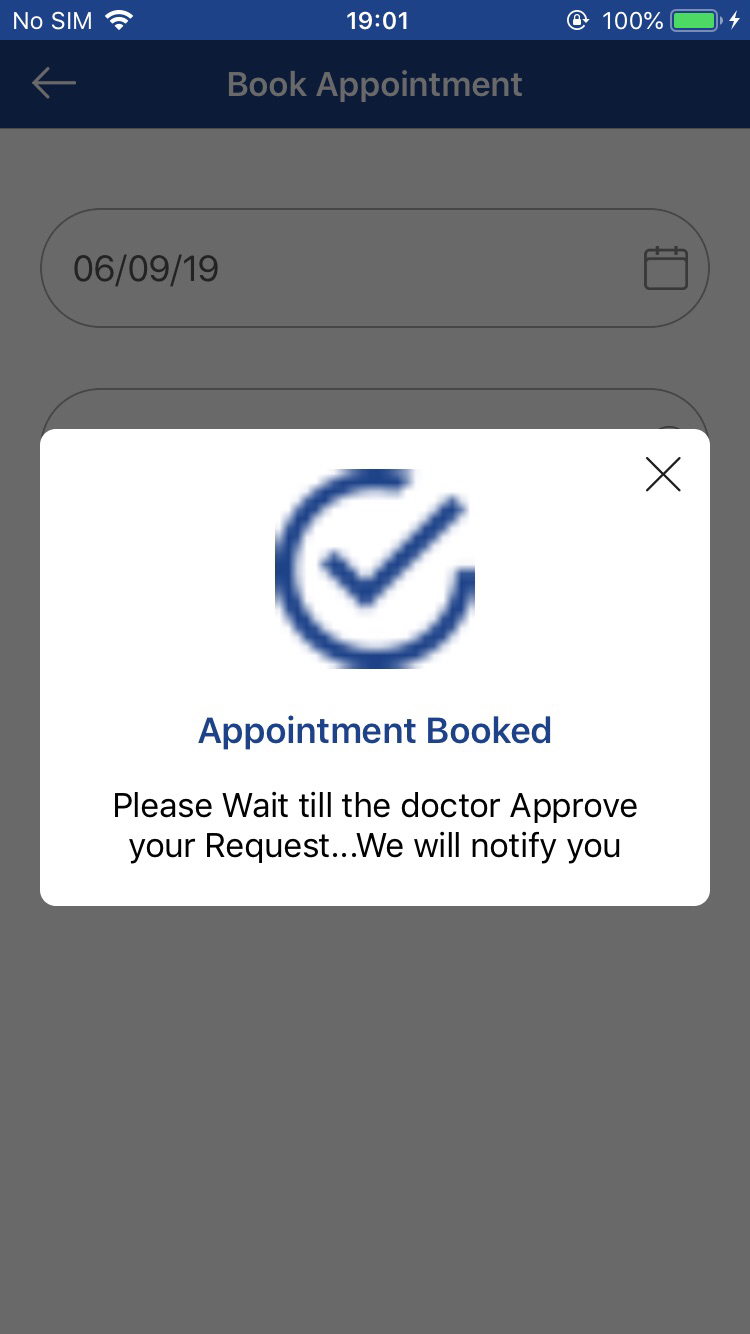 No SIM 19:01 100%
Book Appointment
06/09/19
Appointment Booked
Please Wait till the doctor Approve
your Request...We will notify you